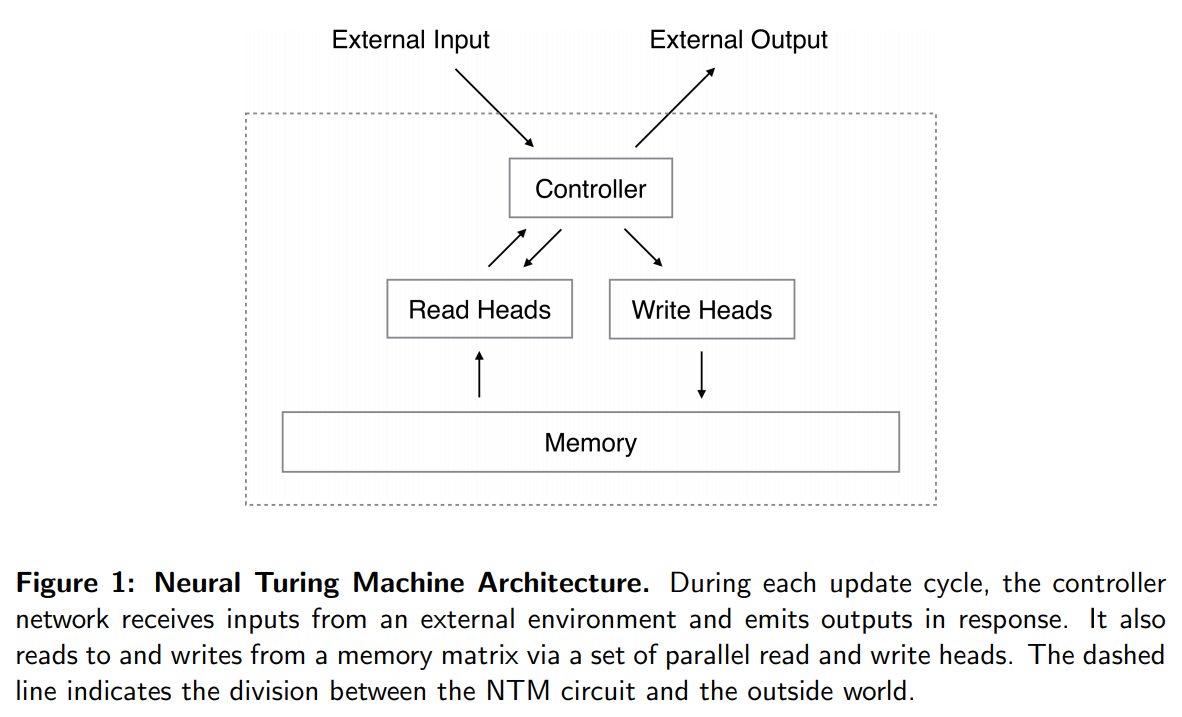 External Input
External Output
Controller
Read Heads
Write Heads
Memory
Figure 1: Neural Turing Machine Architecture. During each update cycle, the controller
network receives inputs from an external environment and emits outputs in response. It also
reads to and writes from a memory matrix via a set of parallel read and write heads. The dashed
line indicates the division between the NTM circuit and the outside world.